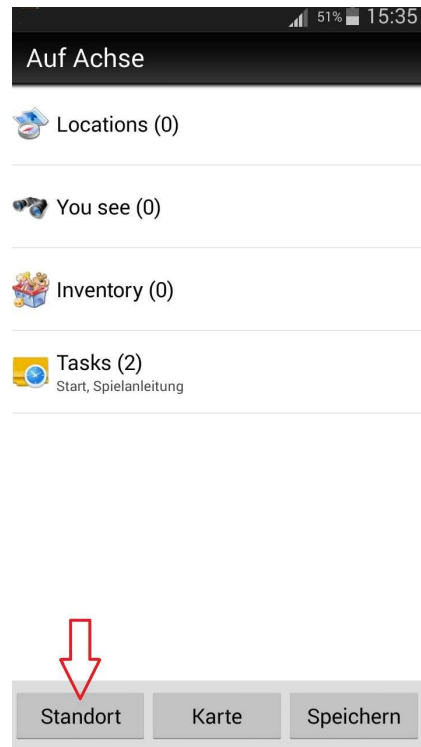 51% 15:35
Auf Achse
Locations (0)
You see (0)
Inventory (0)
Tasks (2)
Start, Spielanleitung
Standort Karte Speichern